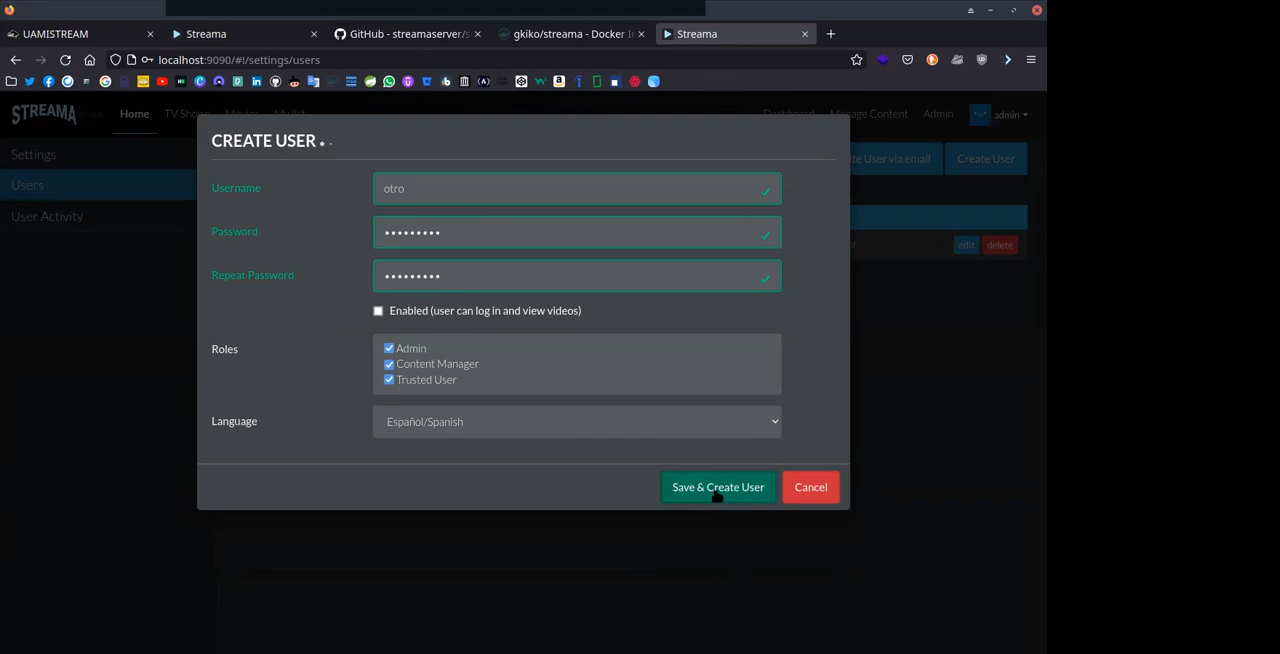 UAMISTREAM
Streama
GitHub - streamaserver/s
gkiko/streama - Docker I
Streama
localhost:9090/#!/settings/users
STREAMA
Home
TV Shows
Movies
My list
Dashboard
Manage Content
Admin
admin
Settings
Users
User Activity
te User via email
Create User
edit
delete
CREATE USER
Username
otro
Password
•••••••••
Repeat Password
•••••••••
Enabled (user can log in and view videos)
Roles
Admin
Content Manager
Trusted User
Language
Español/Spanish
Save & Create User
Cancel